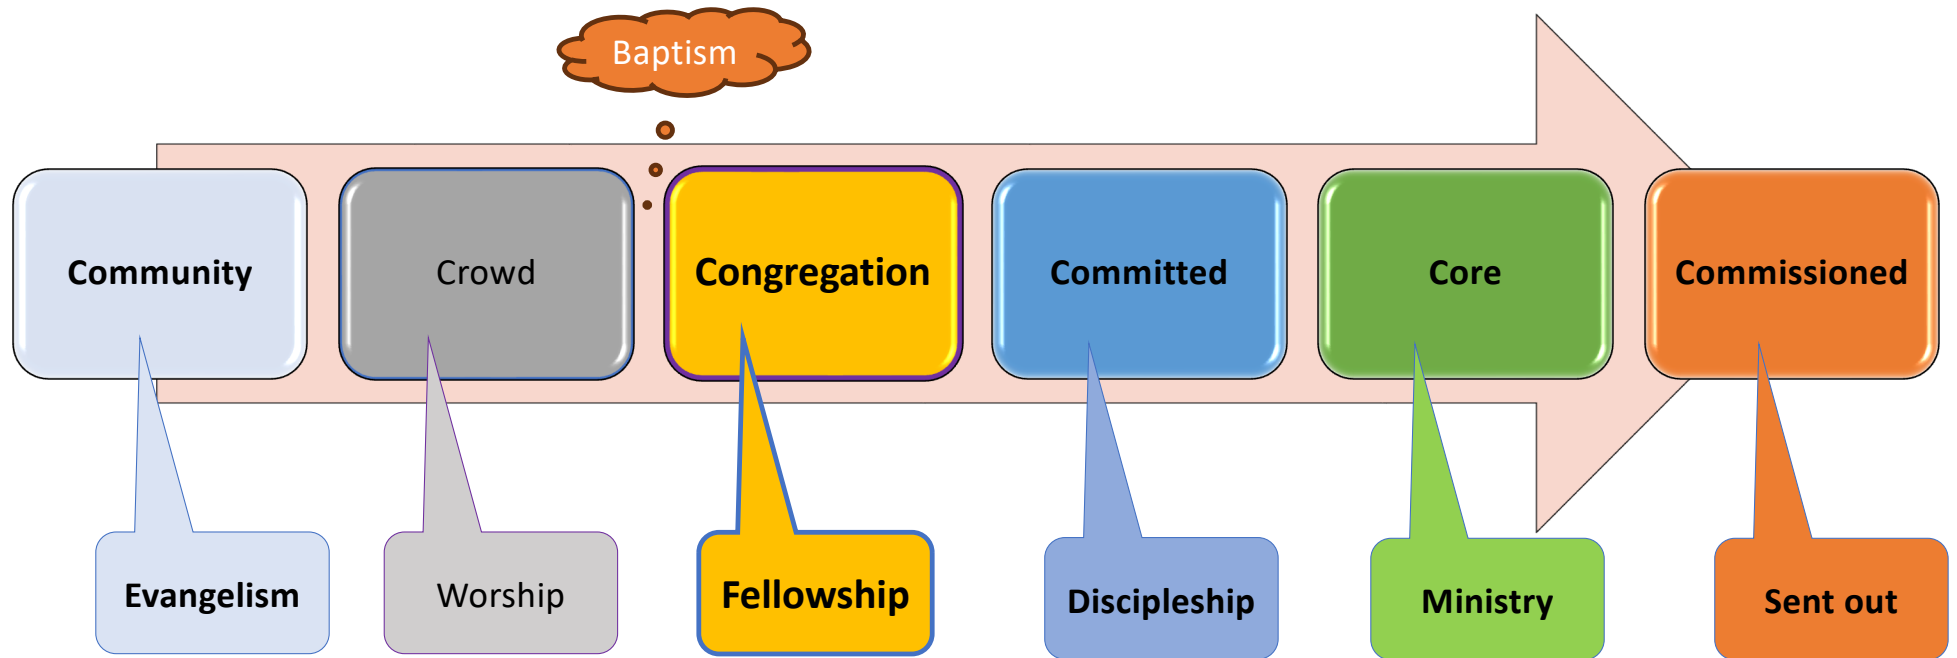 Baptism
Community
Crowd
Congregation
Committed
Core
Commissioned
Evangelism
Worship
Fellowship
Discipleship
Ministry
Sent out